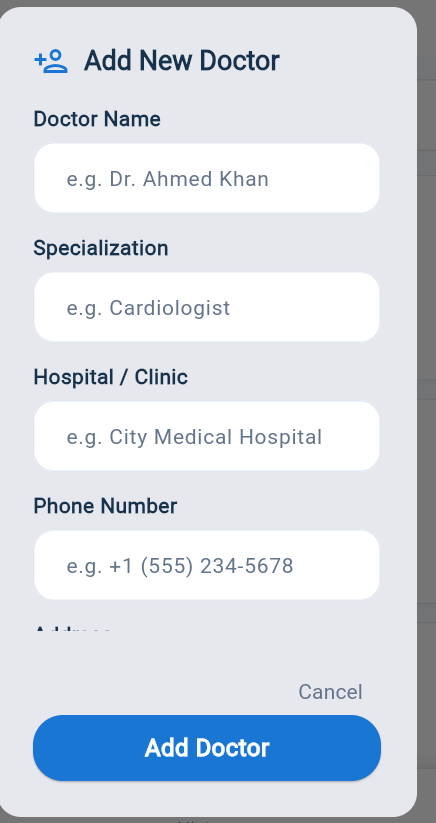 Add New Doctor
Doctor Name
e.g. Dr. Ahmed Khan
Specialization
e.g. Cardiologist
Hospital / Clinic
e.g. City Medical Hospital
Phone Number
e.g. +1 (555) 234-5678
Cancel
Add Doctor